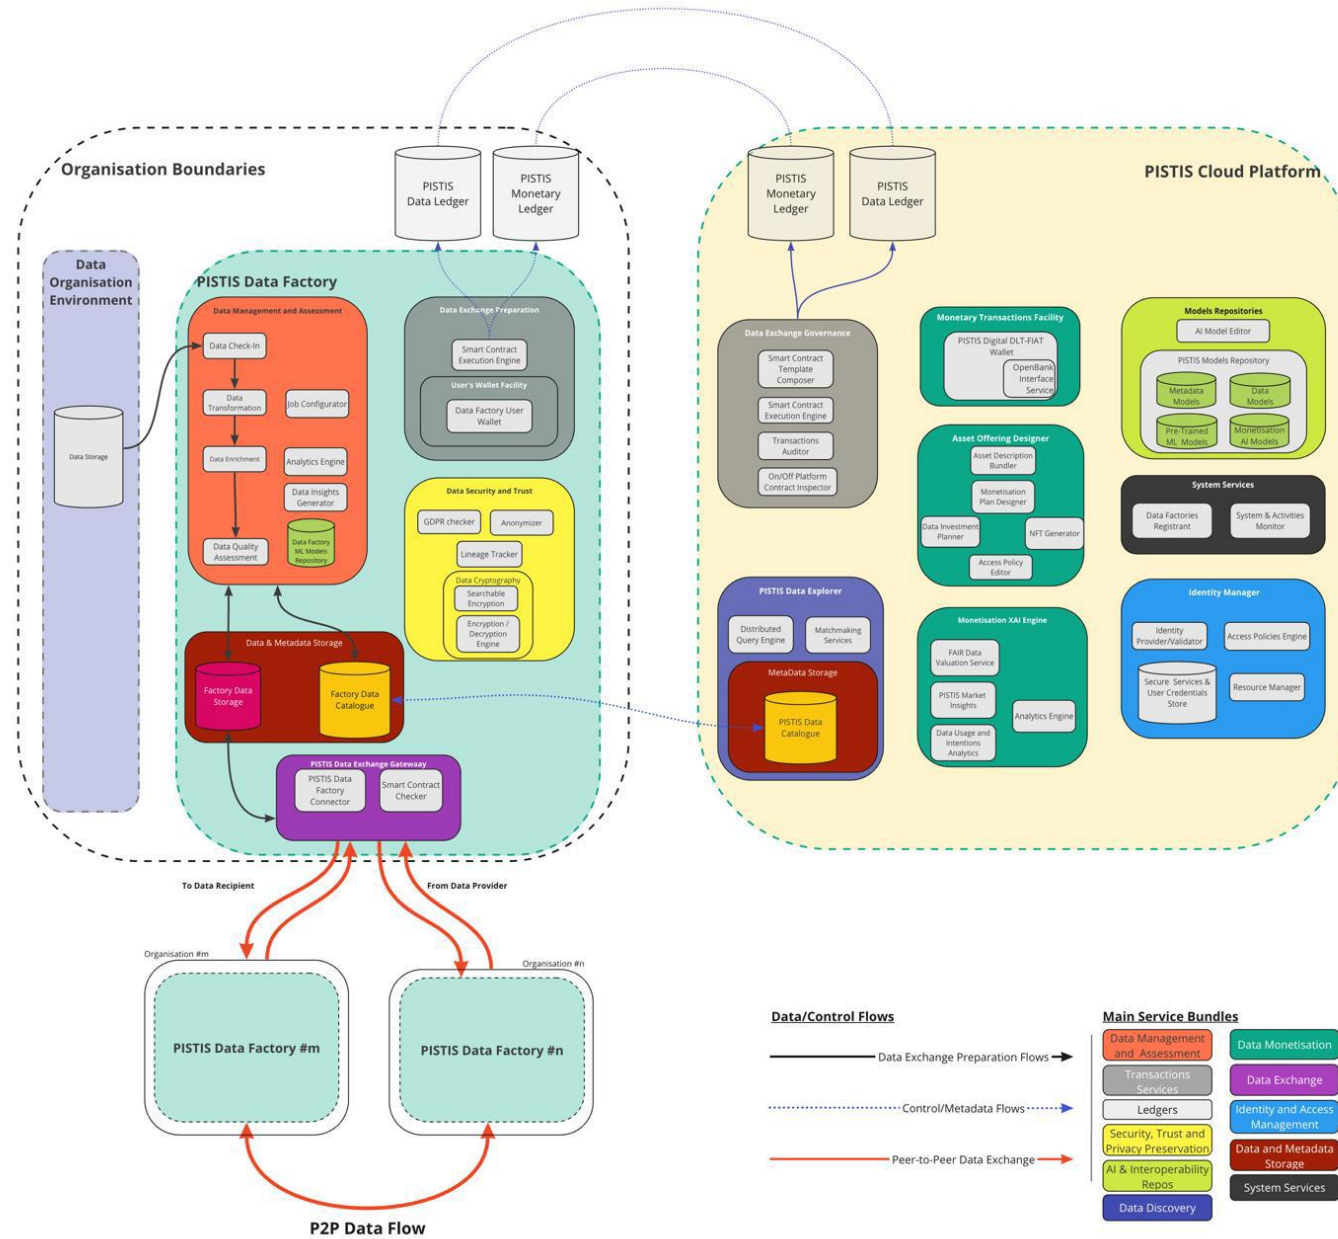 Organisation Boundaries
PISTIS
Data Ledger
PISTIS
Monetary
Ledger
Data
Organisation
Environment
Data Storage
PISTIS Data Factory
Data Management and Assessment
Data Check-In
Data
Transformation
Job Configurator
Data Enrichment
Analytics Engine
Data Insights
Generator
Data Quality
Assessment
Data Factory
ML Models
Repository
Data Exchange Preparation
Smart Contract
Execution Engine
User's Wallet Facility
Data Factory User
Wallet
Data Security and Trust
GDPR checker
Anonymizer
Lineage Tracker
Data Cryptography
Searchable
Encryption
Encryption /
Decryption
Engine
Data & Metadata Storage
Factory Data
Storage
Factory Data
Catalogue
PISTIS Data Exchange Gatewaay
PISTIS Data
Factory
Connector
Smart Contract
Checker
To Data Recipient
From Data Provider
Organisation #m
PISTIS Data Factory #m
Organisation #n
PISTIS Data Factory #n
P2P Data Flow
PISTIS Cloud Platform
PISTIS
Monetary
Ledger
PISTIS
Data Ledger
Data Exchange Governance
Smart Contract
Template
Composer
Smart Contract
Execution Engine
Transactions
Auditor
On/Off Platform
Contract Inspector
PISTIS Data Explorer
Distributed
Query Engine
Matchmaking
Services
MetaData Storage
PISTIS Data
Catalogue
Monetary Transactions Facility
PISTIS Digital DLT-FIAT
Wallet
OpenBank
Interface
Service
Asset Offering Designer
Asset Description
Bundler
Monetisation
Plan Designer
Data Investment
Planner
NFT Generator
Access Policy
Editor
Monetisation XAI Engine
FAIR Data
Valuation Service
PISTIS Market
Insights
Analytics Engine
Data Usage and
Intentions
Analytics
Models Repositories
AI Model Editor
PISTIS Models Repository
Metadata
Models
Data
Models
Pre-Trained
ML Models
Monetisation
AI Models
System Services
Data Factories
Registrant
System & Activities
Monitor
Identity Manager
Identity
Provider/Validator
Access Policies Engine
Secure Services &
User Credentials
Store
Resource Manager
Data/Control Flows
Data Exchange Preparation Flows
Control/Metadata Flows
Peer-to-Peer Data Exchange
Main Service Bundles
Data Management
and Assessment
Transactions
Services
Ledgers
Security, Trust and
Privacy Preservation
AI & Interoperability
Repos
Data Discovery
Data Monetisation
Data Exchange
Identity and Access
Management
Data and Metadata
Storage
System Services